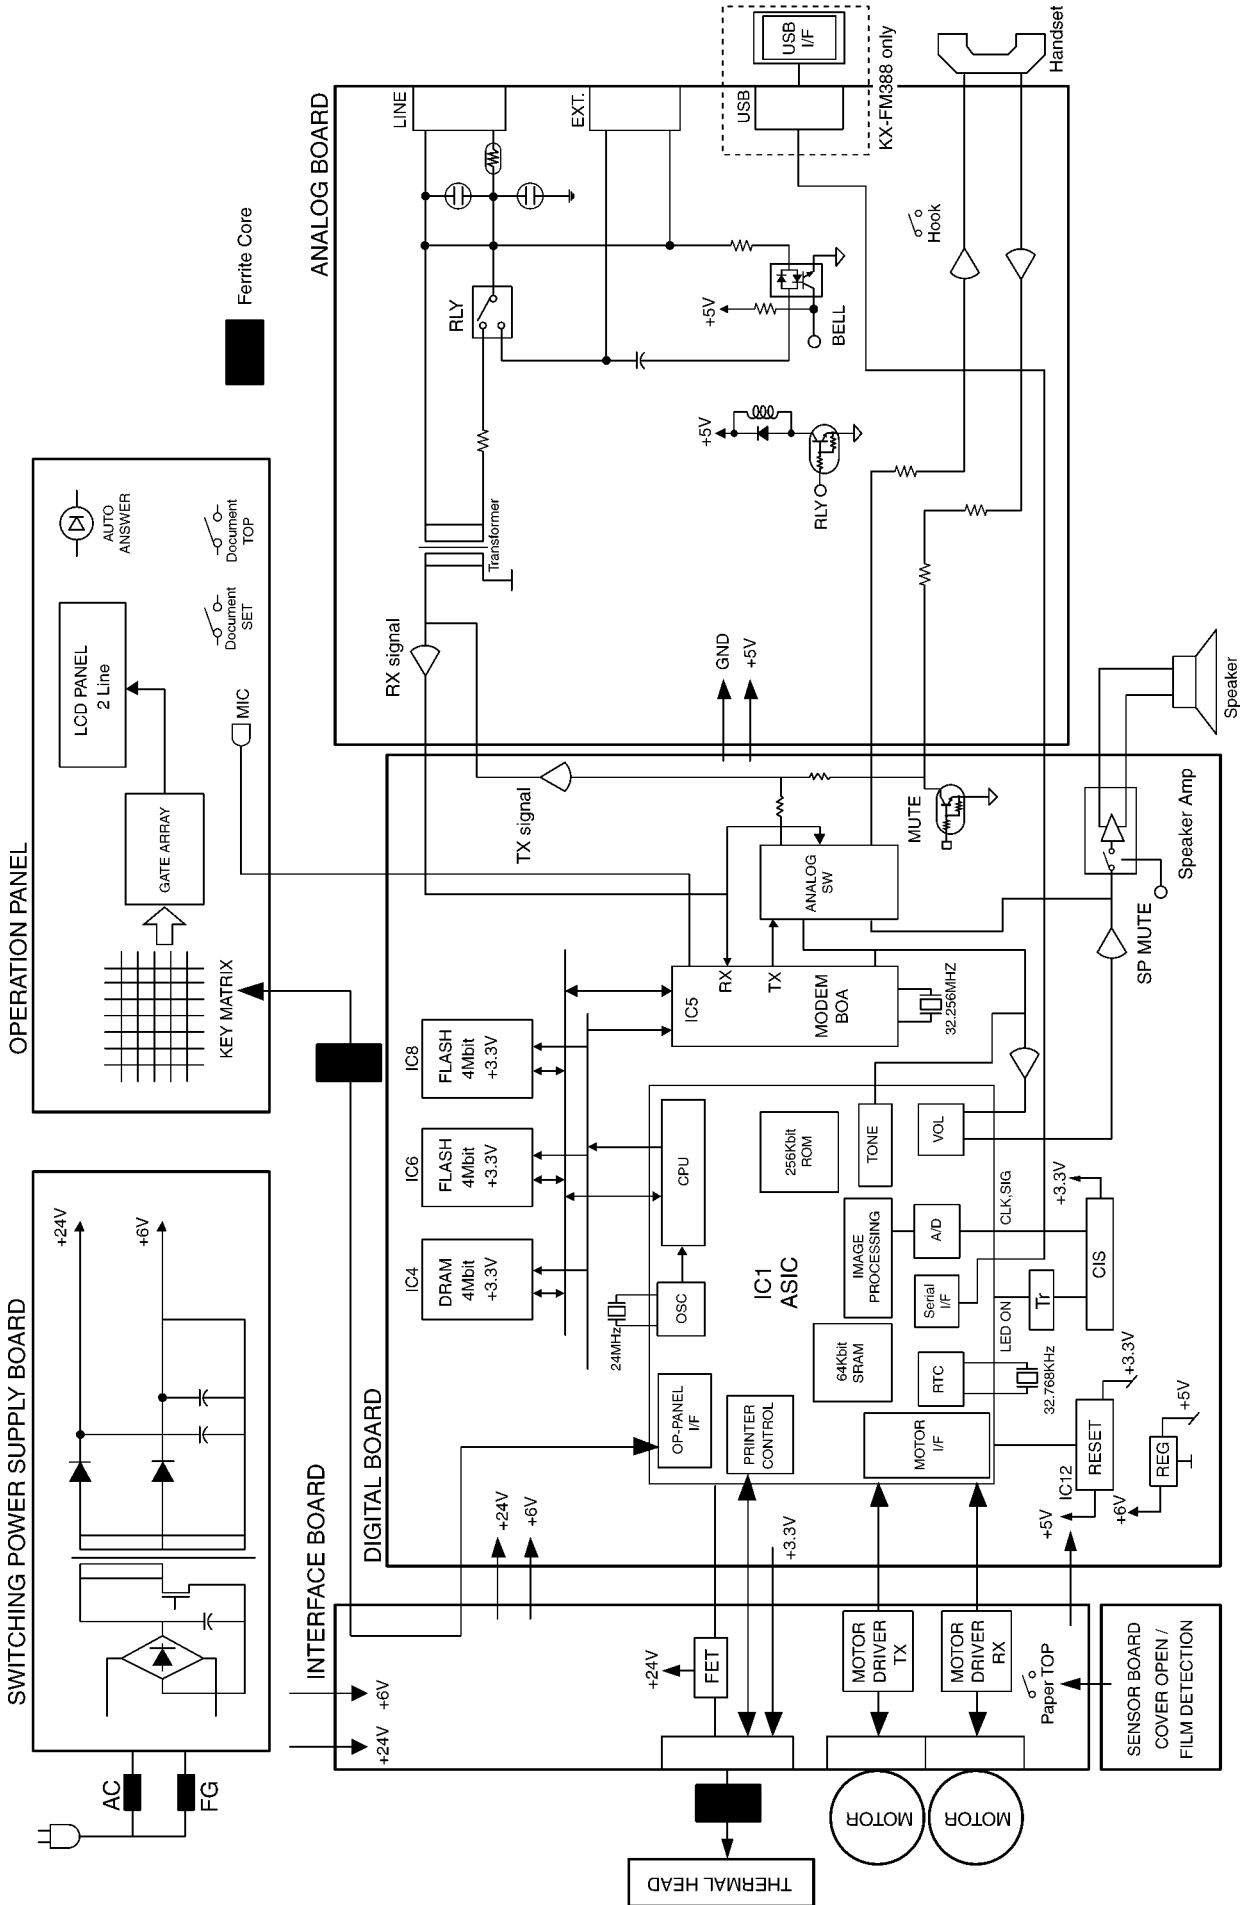 SWITCHING POWER SUPPLY BOARD
AC
FG
+24V
+6V
OPERATION PANEL
KEY MATRIX
GATE ARRAY
LCD PANEL
2 Line
MIC
AUTO
ANSWER
Document
SET
Document
TOP
Ferrite Core
INTERFACE BOARD
+24V
+6V
+24V
+6V
+24V
FET
+3.3V
MOTOR
DRIVER
TX
MOTOR
DRIVER
RX
Paper TOP
THERMAL HEAD
MOTOR
MOTOR
SENSOR BOARD
COVER OPEN /
FILM DETECTION
DIGITAL BOARD
IC4
DRAM
4Mbit
+3.3V
IC6
FLASH
4Mbit
+3.3V
IC8
FLASH
4Mbit
+3.3V
24MHz
OSC
CPU
OP-PANEL
I/F
PRINTER
CONTROL
IC1
ASIC
256Kbit
ROM
64Kbit
SRAM
IMAGE
PROCESSING
TONE
MOTOR
I/F
RTC
Serial
I/F
A/D
VOL
32.768KHz
LED ON
CLK,SIG
Tr
CIS
+3.3V
IC12
RESET
+5V
+3.3V
+6V
REG
+5V
IC5
RX
TX
MODEM
BOA
32.256MHZ
ANALOG
SW
TX signal
MUTE
SP MUTE
Speaker Amp
Speaker
ANALOG BOARD
RX signal
GND
+5V
Transformer
RLY
LINE
EXT.
USB
USB
I/F
KX-FM388 only
+5V
BELL
+5V
RLY
Hook
Handset